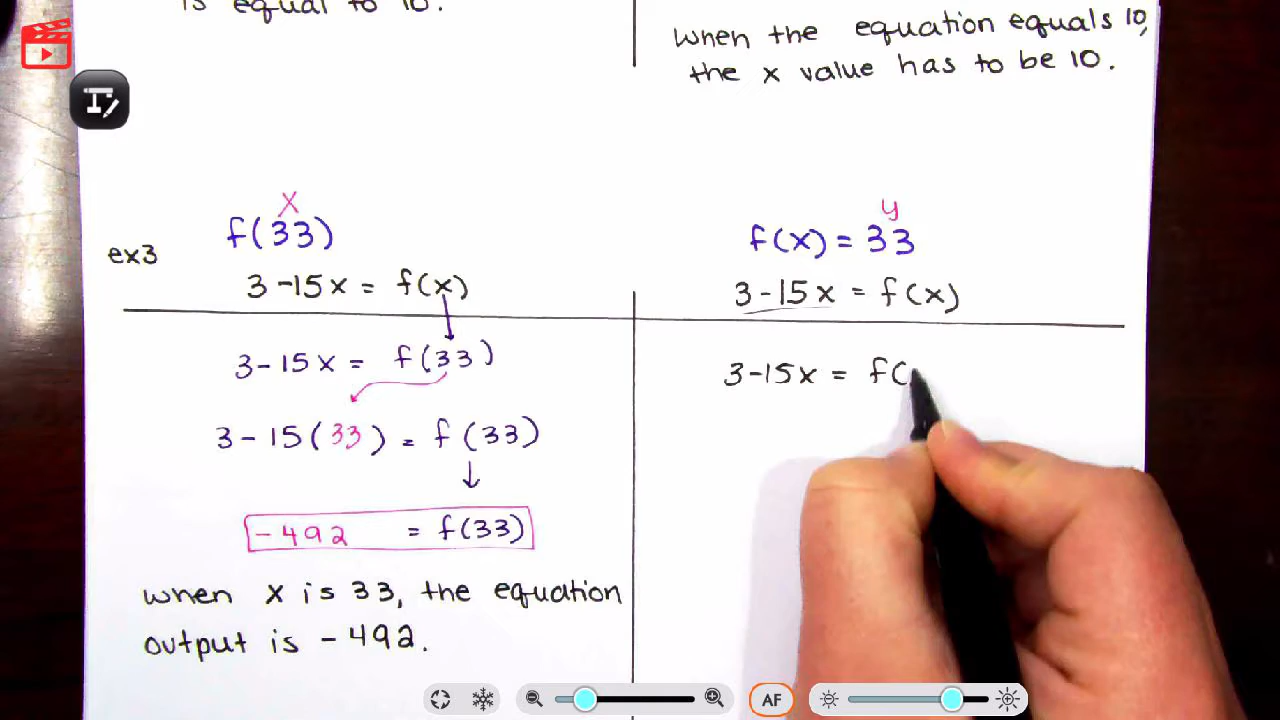 is equal to 10.
When the equation equals 10,
the x value has to be 10.
ex3
x
f(33)
3-15x = f(x)
3-15x = f(33)
3-15(33) = f(33)
-492 = f(33)
when x is 33, the equation
output is -492.
y
f(x) = 33
3-15x = f(x)
3-15x = f(
AF